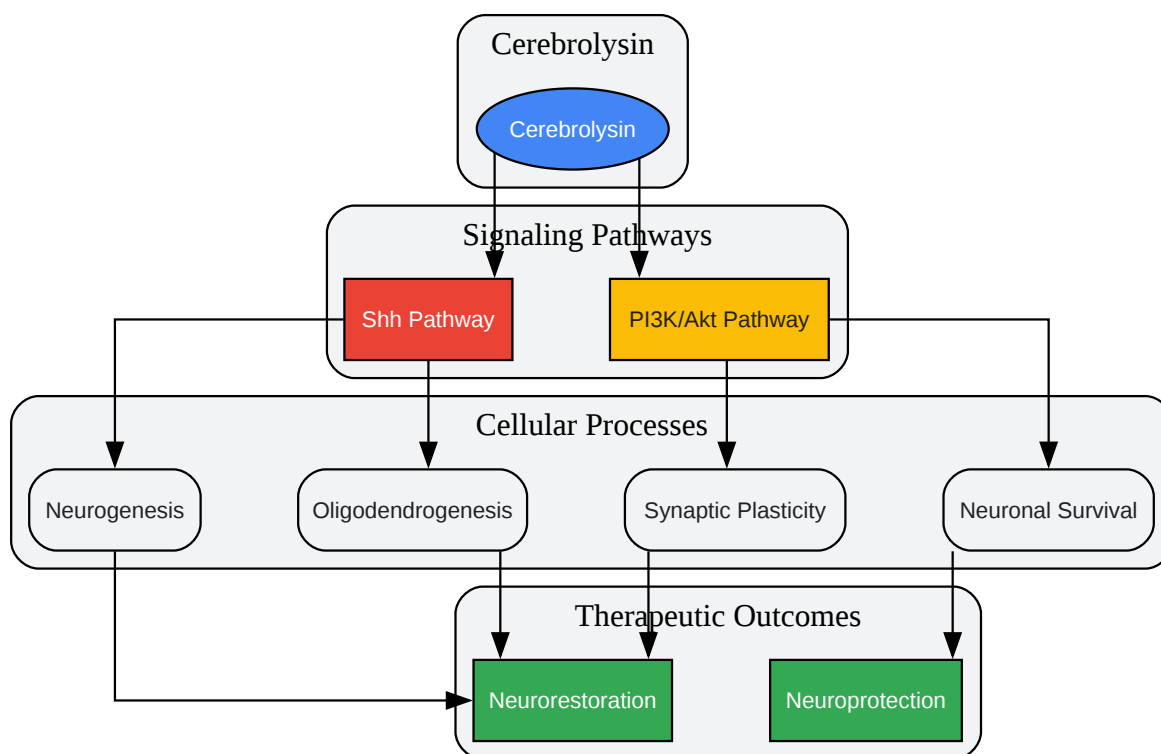 Cerebrolysin
Cerebrolysin
Signaling Pathways
Shh Pathway
PI3K/Akt Pathway
Cellular Processes
Neurogenesis
Oligodendrogenesis
Synaptic Plasticity
Neuronal Survival
Therapeutic Outcomes
Neurorestoration
Neuroprotection